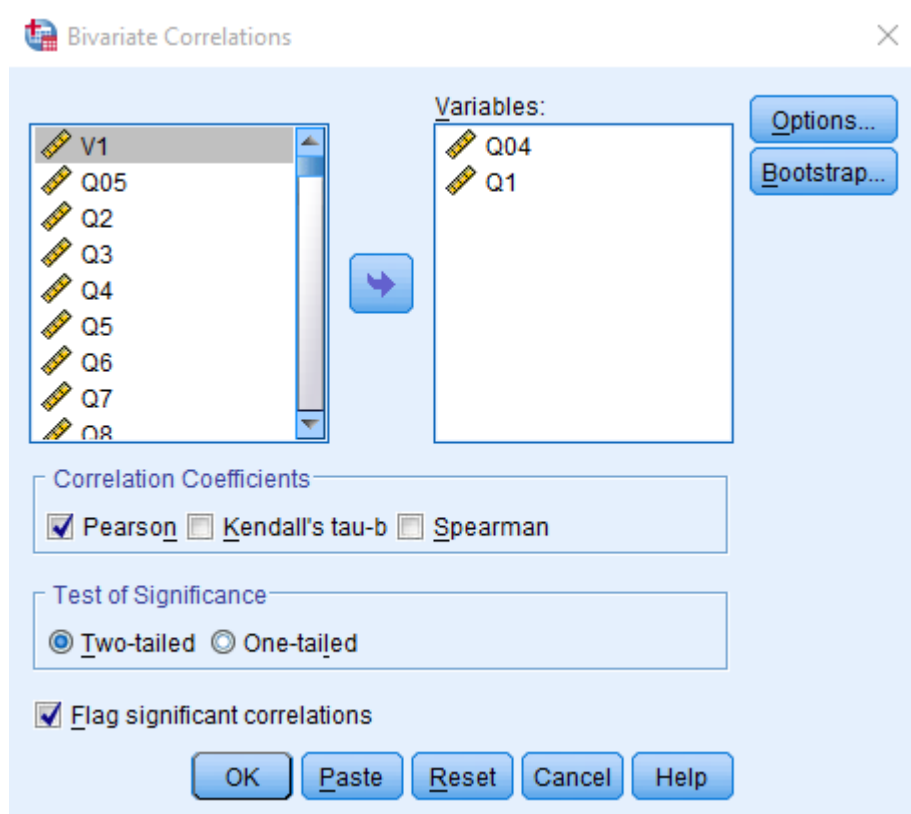 Bivariate Correlations
Variables:
V1
Q05
Q2
Q3
Q4
Q5
Q6
Q7
Q8
Q04
Q1
Options...
Bootstrap...
Correlation Coefficients
Pearson Kendall's tau-b Spearman
Test of Significance
Two-tailed One-tailed
Flag significant correlations
OK Paste Reset Cancel Help